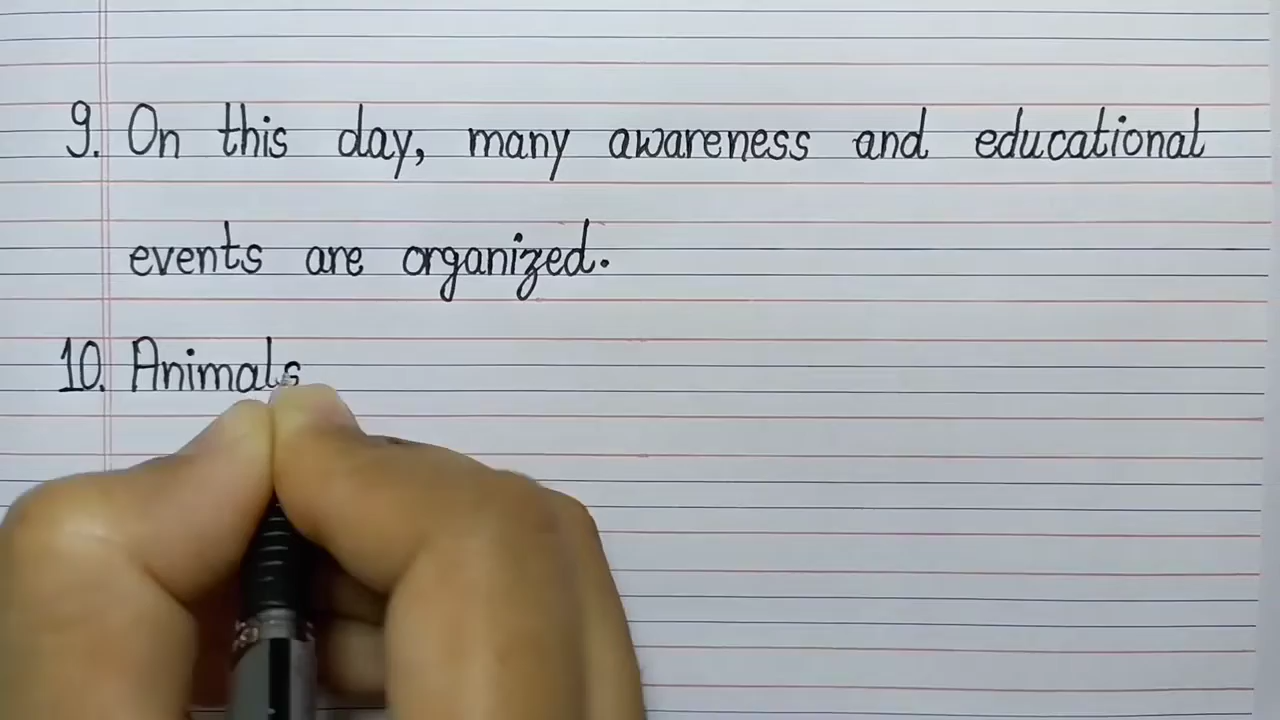 9. On this day, many awareness and educational
events are organized.
10. Animals